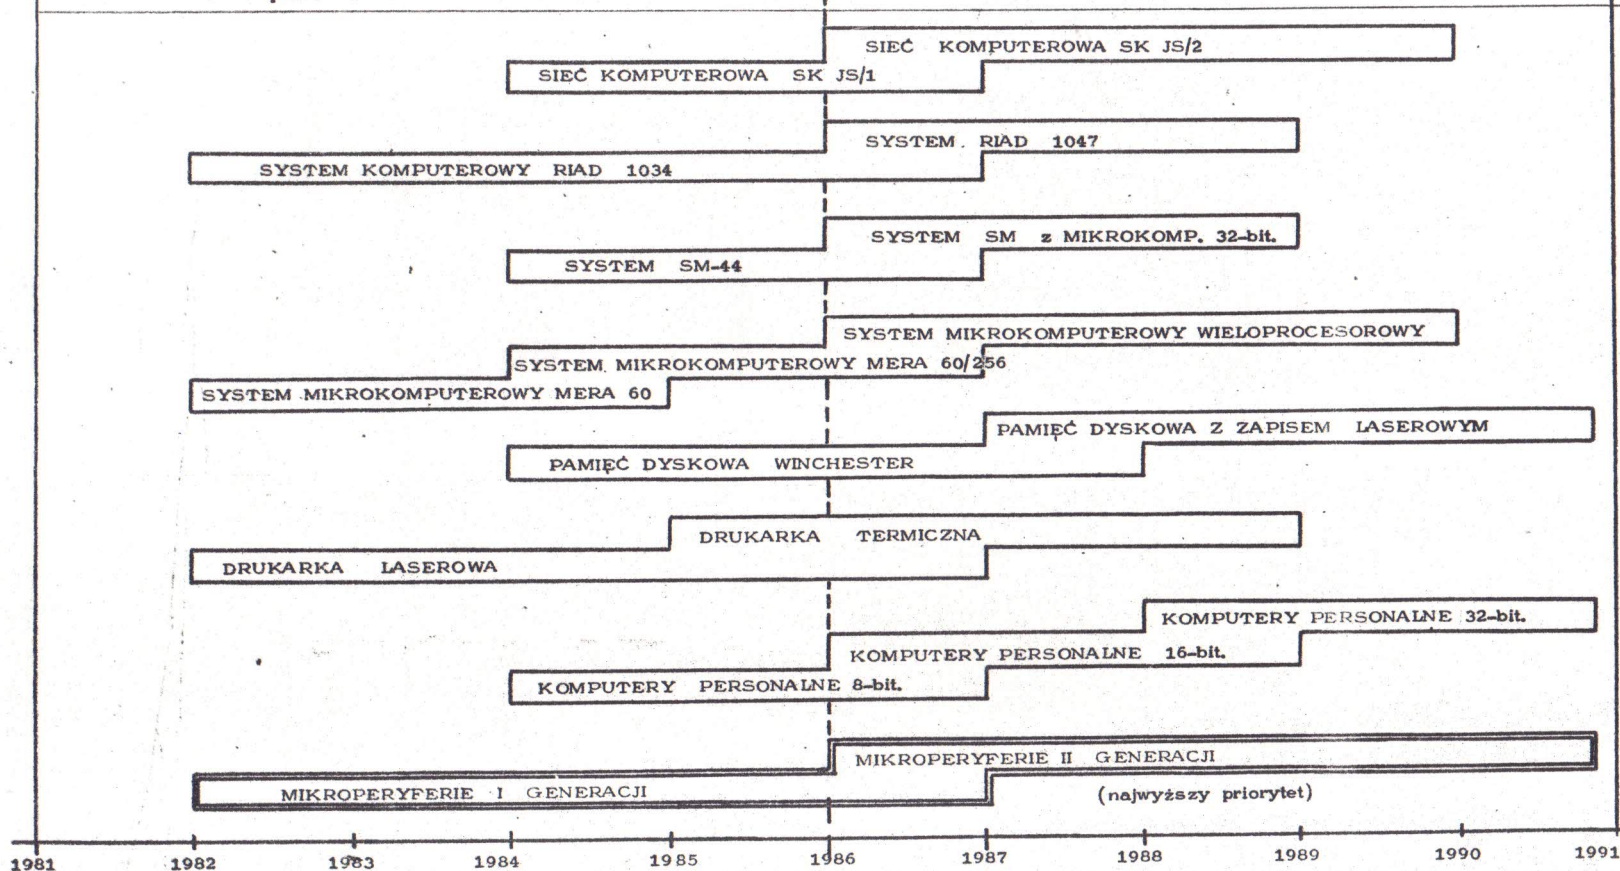 SIEĆ KOMPUTEROWA SK JS/2
SIEĆ KOMPUTEROWA SK JS/1
SYSTEM. RIAD 1047
SYSTEM KOMPUTEROWY RIAD 1034
SYSTEM SM z MIKROKOMP. 32-bit.
SYSTEM SM-44
SYSTEM MIKROKOMPUTEROWY WIELOPROCESOROWY
SYSTEM MIKROKOMPUTEROWY MERA 60/256
SYSTEM MIKROKOMPUTEROWY MERA 60
PAMIĘĆ DYSKOWA Z ZAPISEM LASEROWYM
PAMIĘĆ DYSKOWA WINCHESTER
DRUKARKA TERMICZNA
DRUKARKA LASEROWA
KOMPUTERY PERSONALNE 32-bit.
KOMPUTERY PERSONALNE 16-bit.
KOMPUTERY PERSONALNE 8-bit.
MIKROPERYFERIE II GENERACJI
MIKROPERYFERIE I GENERACJI
(najwyższy priorytet)
1981 1982 1983 1984 1985 1986 1987 1988 1989 1990 1991